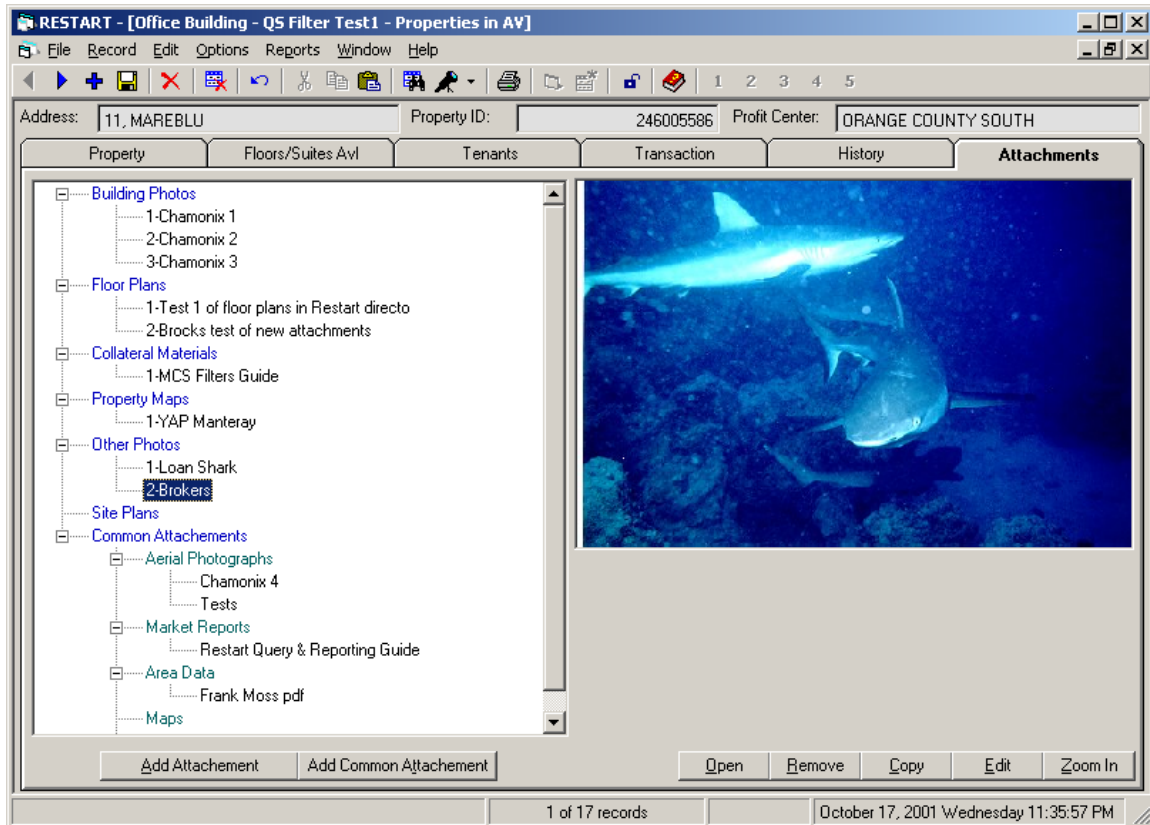 RESTART - [Office Building - QS Filter Test1 - Properties in AV]
File Record Edit Options Reports Window Help
1 2 3 4 5
Address: 11, MAREBLU Property ID: 246005586 Profit Center: ORANGE COUNTY SOUTH
Property Floors/Suites Avl Tenants Transaction History Attachments
Building Photos
1-Chamonix 1
2-Chamonix 2
3-Chamonix 3
Floor Plans
1-Test 1 of floor plans in Restart directo
2-Brocks test of new attachments
Collateral Materials
1-MCS Filters Guide
Property Maps
1-YAP Manteray
Other Photos
1-Loan Shark
2-Brokers
Site Plans
Common Attachements
Aerial Photographs
Chamonix 4
Tests
Market Reports
Restart Query & Reporting Guide
Area Data
Frank Moss pdf
Maps
Add Attachement Add Common Attachement Open Remove Copy Edit Zoom In
1 of 17 records October 17, 2001 Wednesday 11:35:57 PM